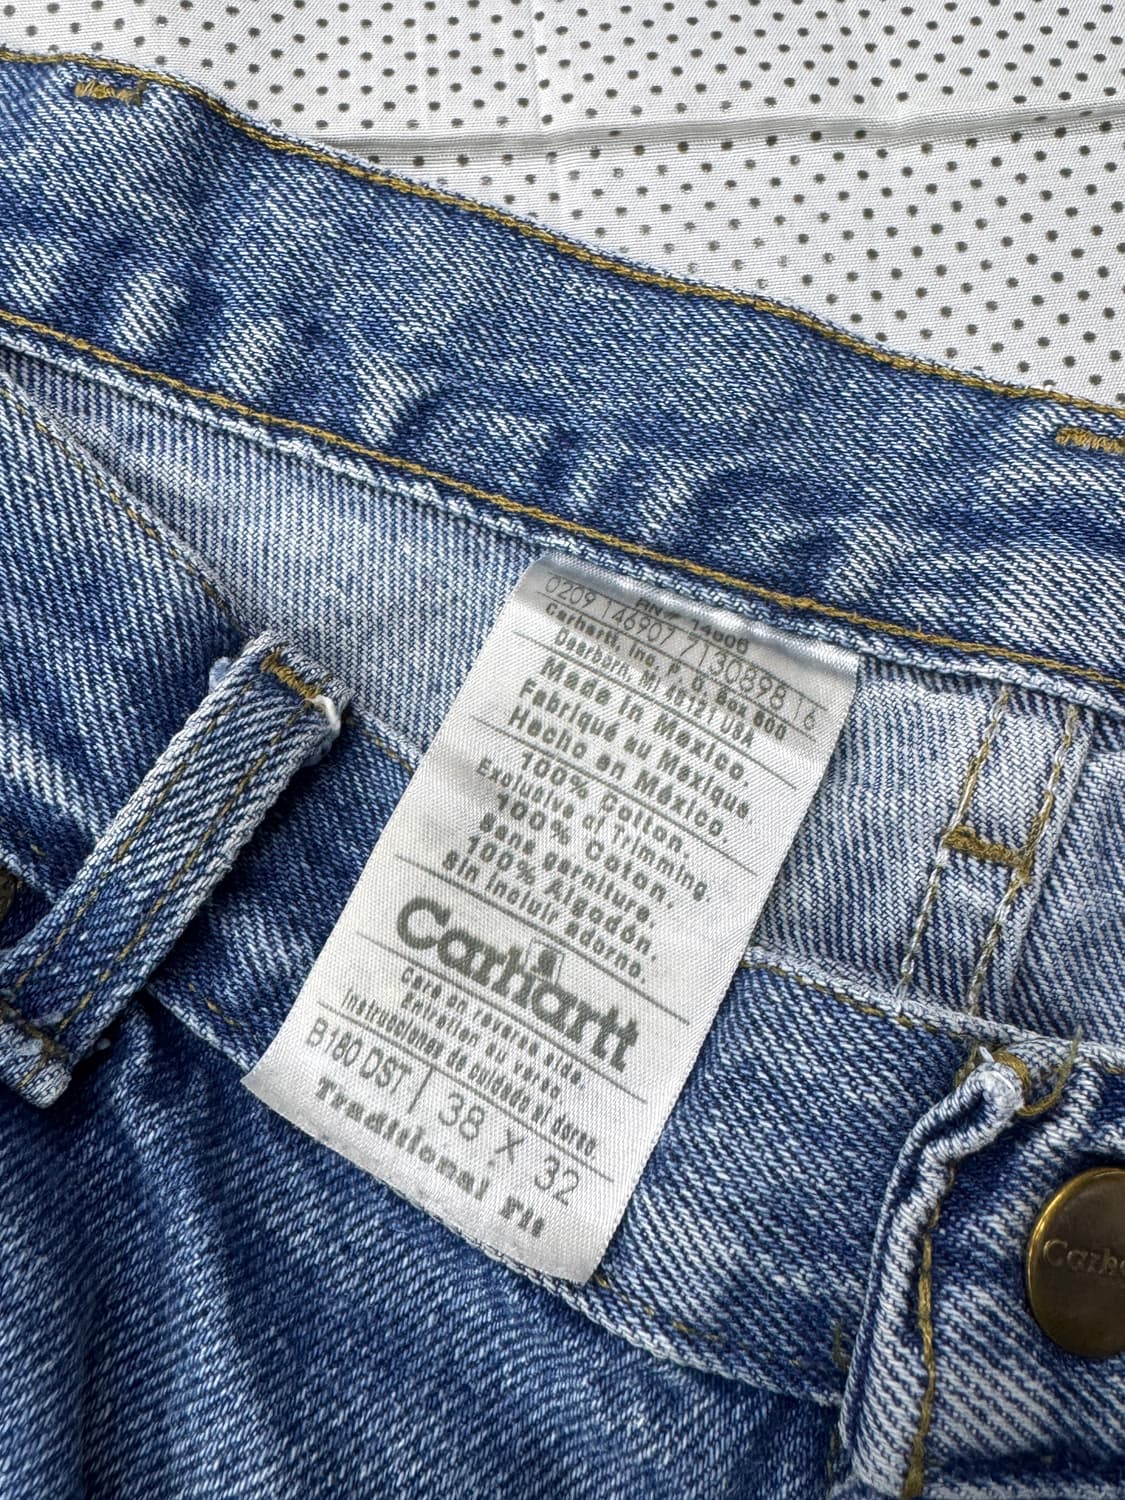 RN# 14806
0209 146907 7130898 16
Carhartt, Inc. P. O. Box 600
Dearborn, MI 48121 USA
Made in Mexico.
Fabriqué au Mexique.
Hecho en México.
100% Cotton.
Exclusive of Trimming.
100% Coton.
sans garniture.
100% Algodón.
sin incluir adorno.
Carhartt
Care on reverse side.
Entretien au verso.
Instrucciones de cuidado al dorso.
B180 DST 38 X 32
Traditional Fit